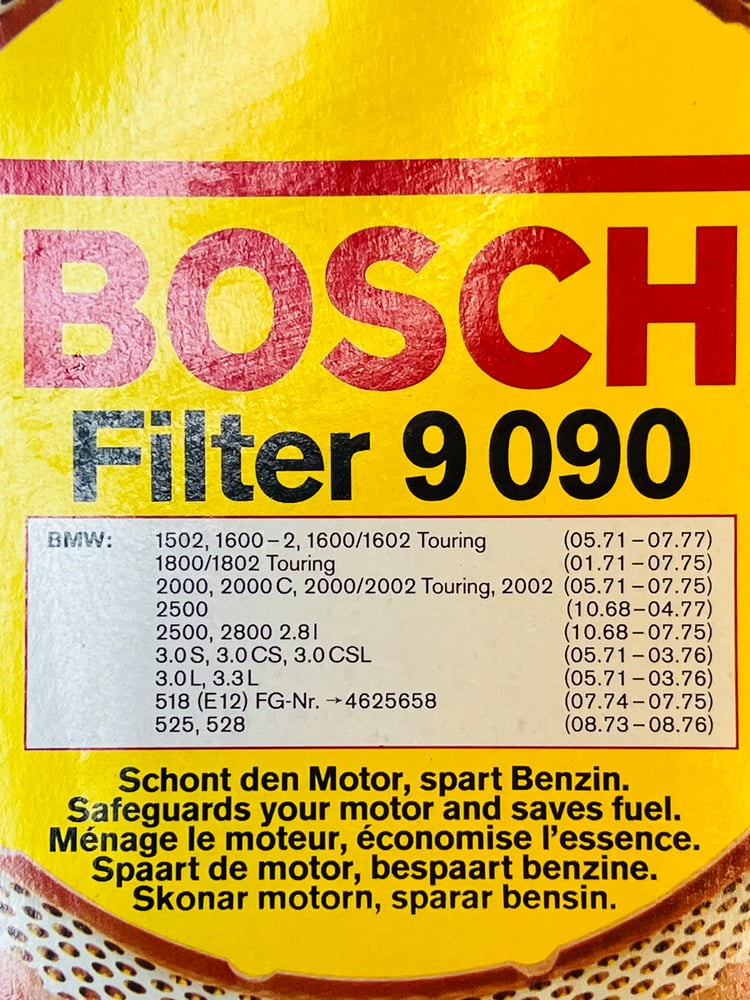 BOSCH
Filter 9 090
BMW: 1502, 1600-2, 1600/1602 Touring (05.71-07.77)
1800/1802 Touring (01.71-07.75)
2000, 2000 C, 2000/2002 Touring, 2002 (05.71-07.75)
2500 (10.68-04.77)
2500, 2800 2.8l (10.68-07.75)
3.0 S, 3.0 CS, 3.0 CSL (05.71-03.76)
3.0 L, 3.3 L (05.71-03.76)
518 (E12) FG-Nr. →4625658 (07.74-07.75)
525, 528 (08.73-08.76)
Schont den Motor, spart Benzin.
Safeguards your motor and saves fuel.
Ménage le moteur, économise l'essence.
Spaart de motor, bespaart benzine.
Skonar motorn, sparar bensin.